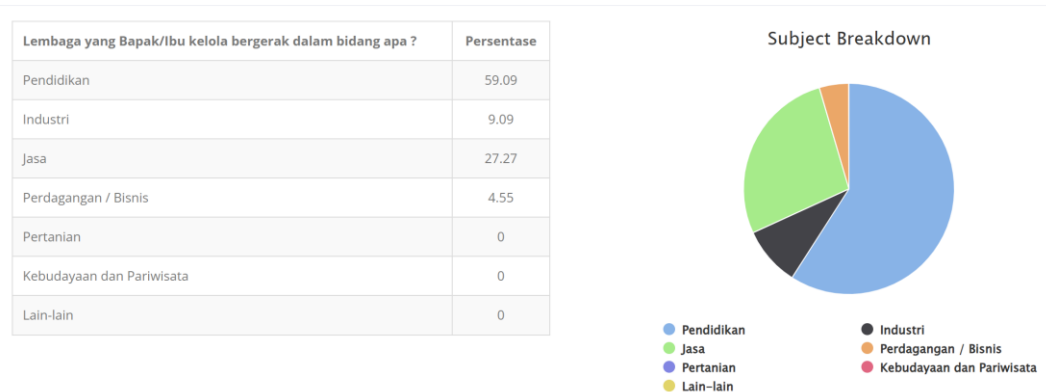 Lembaga yang Bapak/Ibu kelola bergerak dalam bidang apa ? Persentase
Pendidikan 59.09
Industri 9.09
Jasa 27.27
Perdagangan / Bisnis 4.55
Pertanian 0
Kebudayaan dan Pariwisata 0
Lain-lain 0
Subject Breakdown
Pendidikan Industri
Jasa Perdagangan / Bisnis
Pertanian Kebudayaan dan Pariwisata
Lain-lain